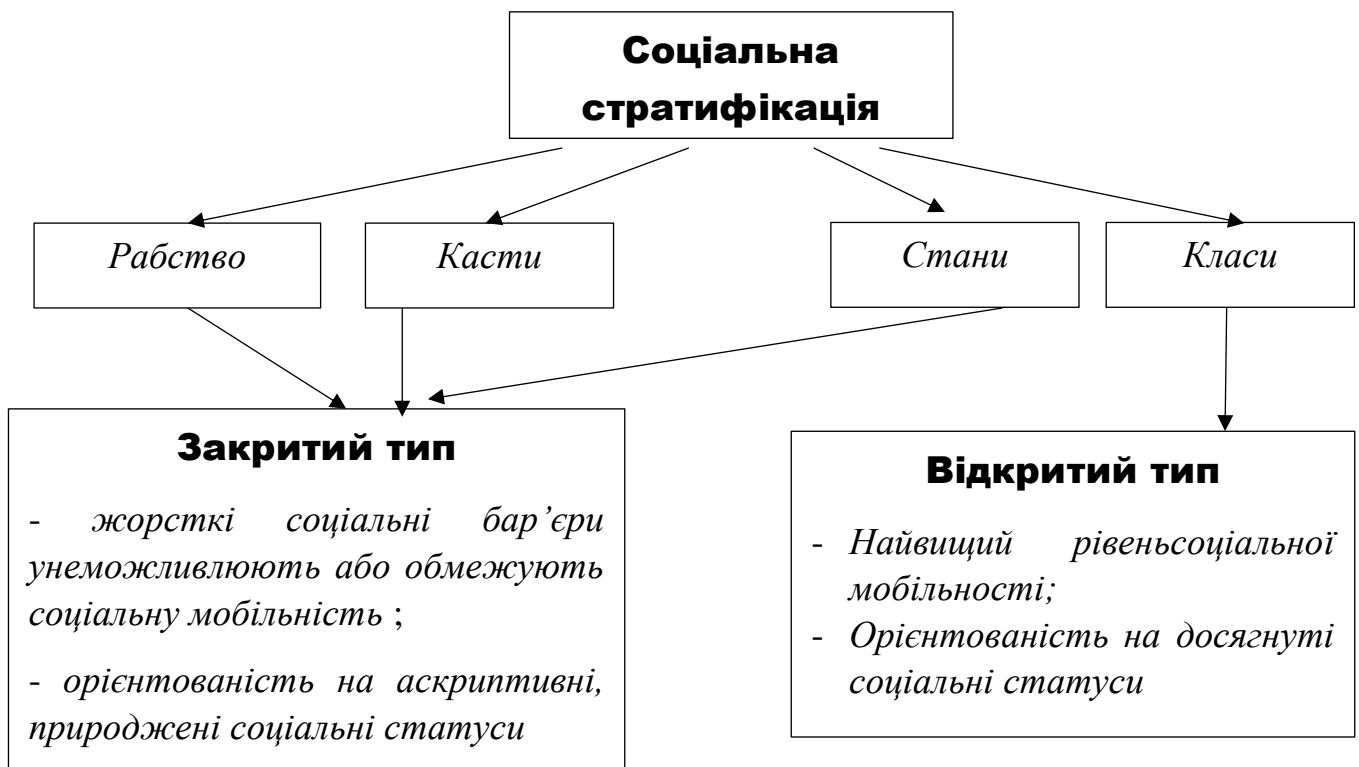 Соціальна
стратифікація
Рабство
Касти
Стани
Класи
Закритий тип
- жорсткі соціальні бар’єри
унеможливлюють або обмежують
соціальну мобільність ;
- орієнтованість на аскриптивні,
природжені соціальні статуси
Відкритий тип
- Найвищий рівеньсоціальної
мобільності;
- Орієнтованість на досягнуті
соціальні статуси